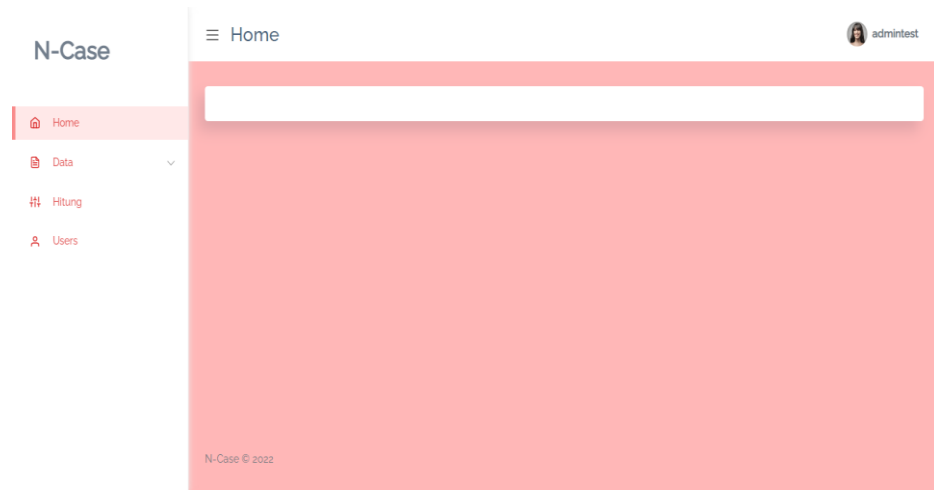 N-Case
Home
Data
Hitung
Users
Home
admintest
N-Case © 2022